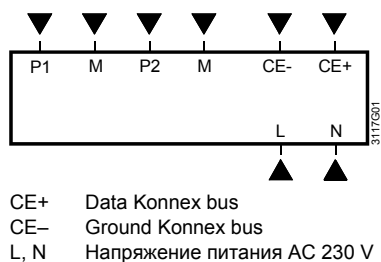 P1 M P2 M CE- CE+
L N
3117G01
CE+ Data Konnex bus
CE– Ground Konnex bus
L, N Напряжение питания AC 230 V